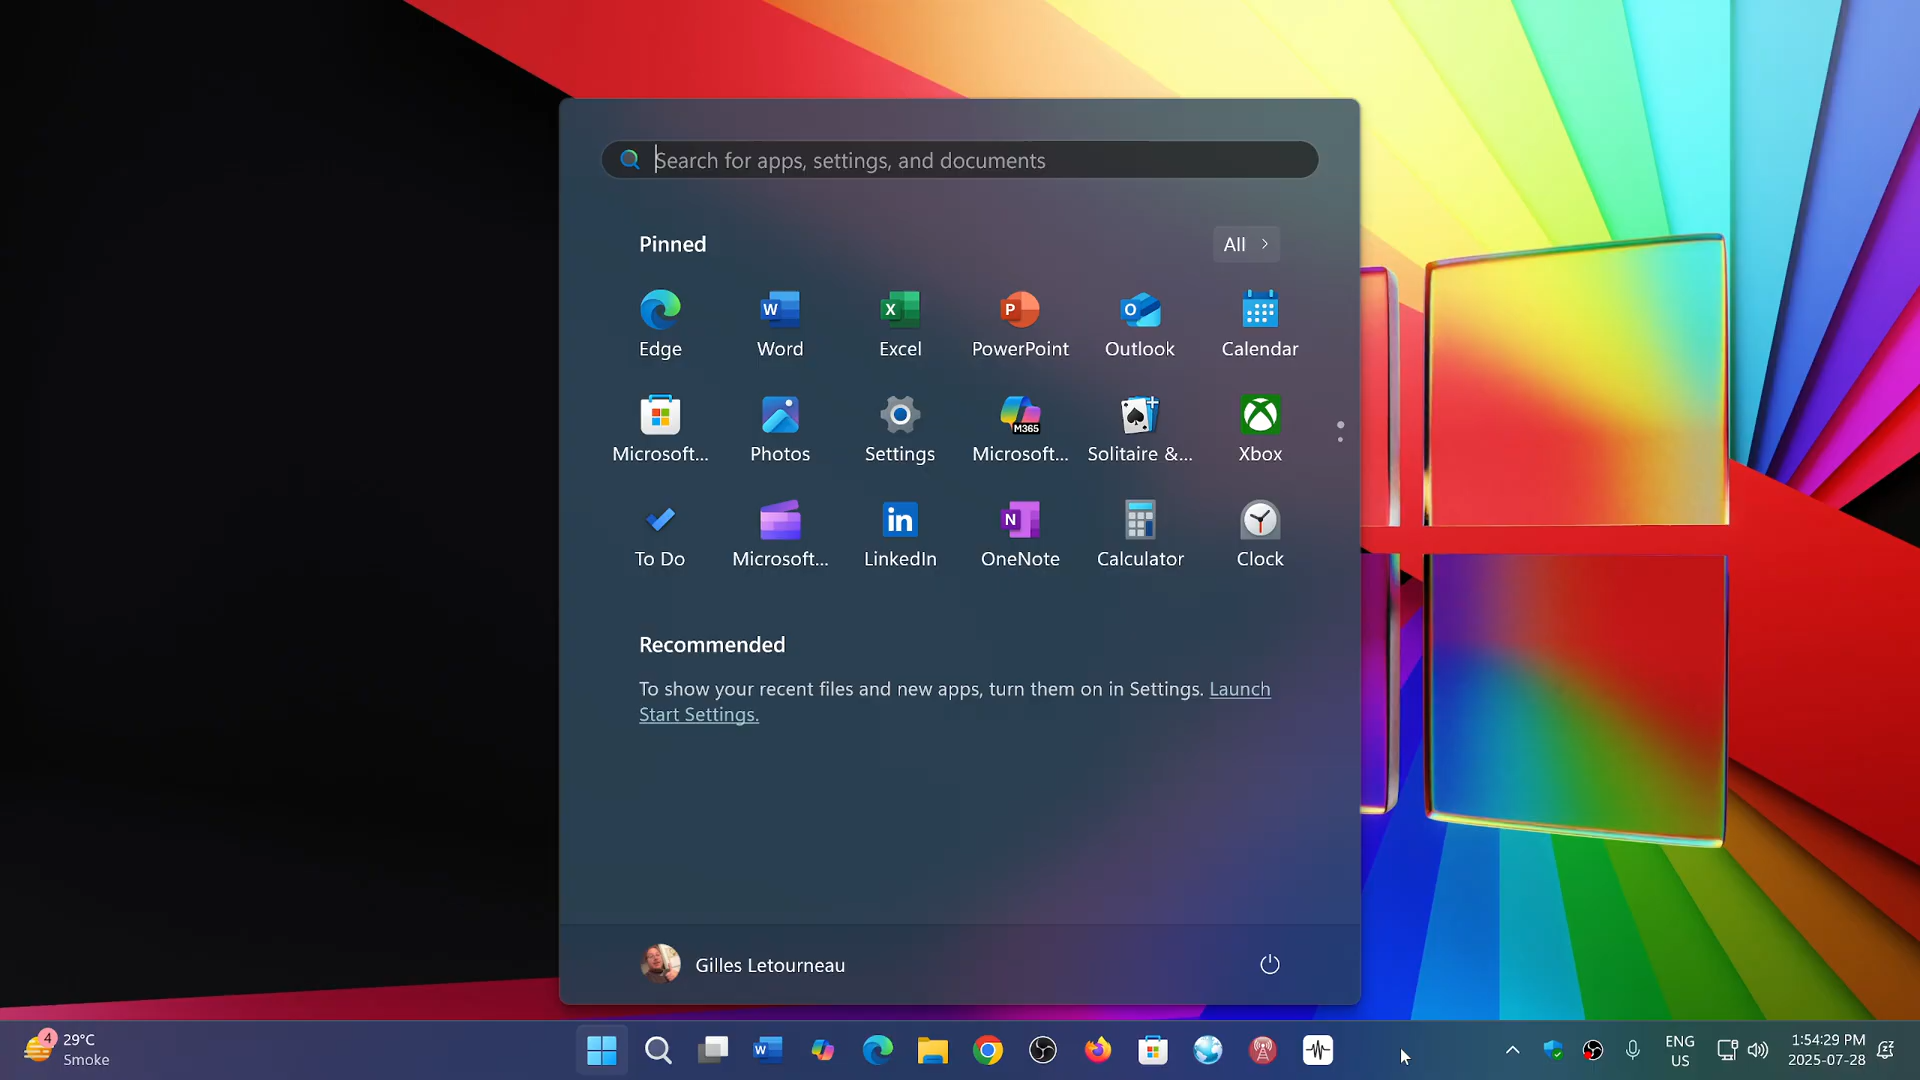 Search for apps, settings, and documents
Pinned
All
Edge
Word
Excel
PowerPoint
Outlook
Calendar
Microsoft...
Photos
Settings
M365
Microsoft...
Solitaire &...
Xbox
To Do
Microsoft...
LinkedIn
OneNote
Calculator
Clock
Recommended
To show your recent files and new apps, turn them on in Settings. Launch
Start Settings.
Gilles Letourneau
4
29°C
Smoke
ENG
US
1:54:29 PM
2025-07-28